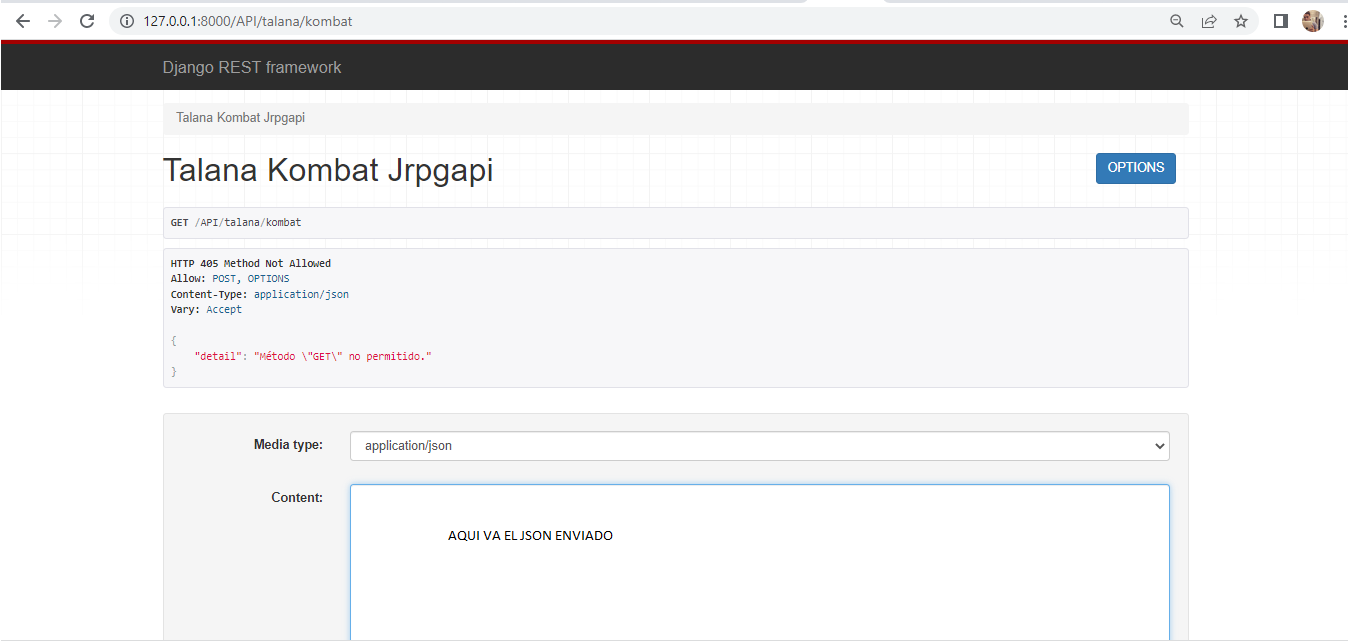 127.0.0.1:8000/API/talana/kombat
Django REST framework
Talana Kombat Jrpgapi
Talana Kombat Jrpgapi
OPTIONS
GET /API/talana/kombat
HTTP 405 Method Not Allowed
Allow: POST, OPTIONS
Content-Type: application/json
Vary: Accept
{
"detail": "Método \"GET\" no permitido."
}
Media type:
application/json
Content:
AQUI VA EL JSON ENVIADO